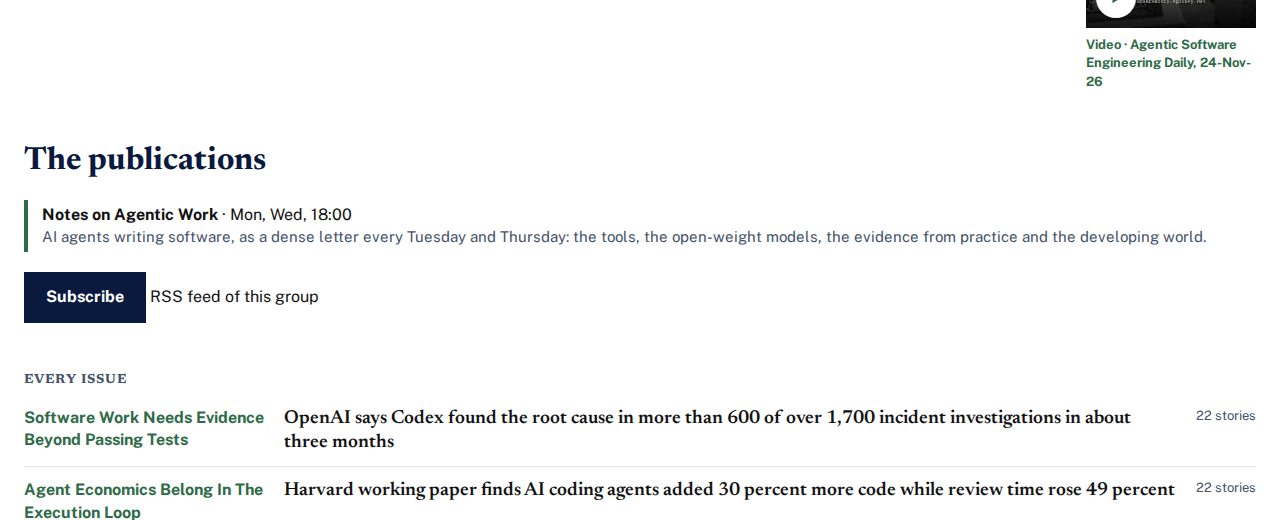 Video · Agentic Software
Engineering Daily, 24-Nov-
26
The publications
Notes on Agentic Work · Mon, Wed, 18:00
AI agents writing software, as a dense letter every Tuesday and Thursday: the tools, the open-weight models, the evidence from practice and the developing world.
Subscribe RSS feed of this group
EVERY ISSUE
Software Work Needs Evidence
Beyond Passing Tests
OpenAI says Codex found the root cause in more than 600 of over 1,700 incident investigations in about
three months
22 stories
Agent Economics Belong In The
Execution Loop
Harvard working paper finds AI coding agents added 30 percent more code while review time rose 49 percent
22 stories